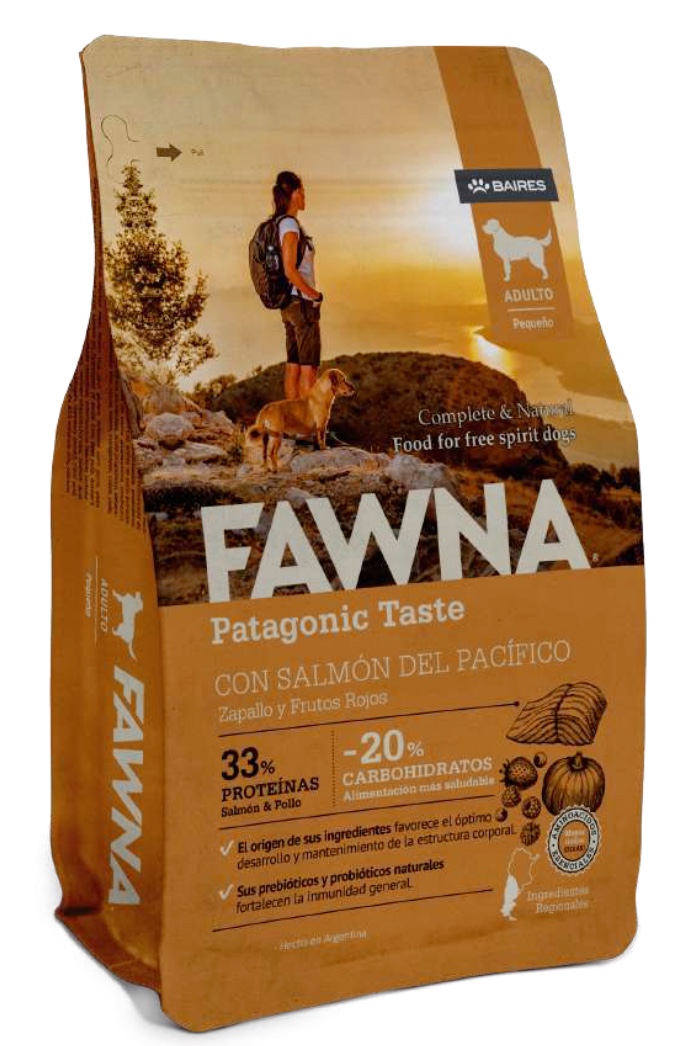 BAIRES
ADULTO
Pequeño
Complete & Natural
Food for free spirit dogs
FAWNA
Patagonic Taste
CON SALMÓN DEL PACÍFICO
Zapallo y Frutos Rojos
33%
PROTEÍNAS
Salmón & Pollo
-20%
CARBOHIDRATOS
Alimentación más saludable
El origen de sus ingredientes favorece el óptimo
desarrollo y mantenimiento de la estructura corporal.
Sus prebióticos y probióticos naturales
fortalecen la inmunidad general.
AMINOÁCIDOS
ESENCIALES
Ingredientes
Regionales
Hecho en Argentina
ADULTO
Pequeño
FAWNA